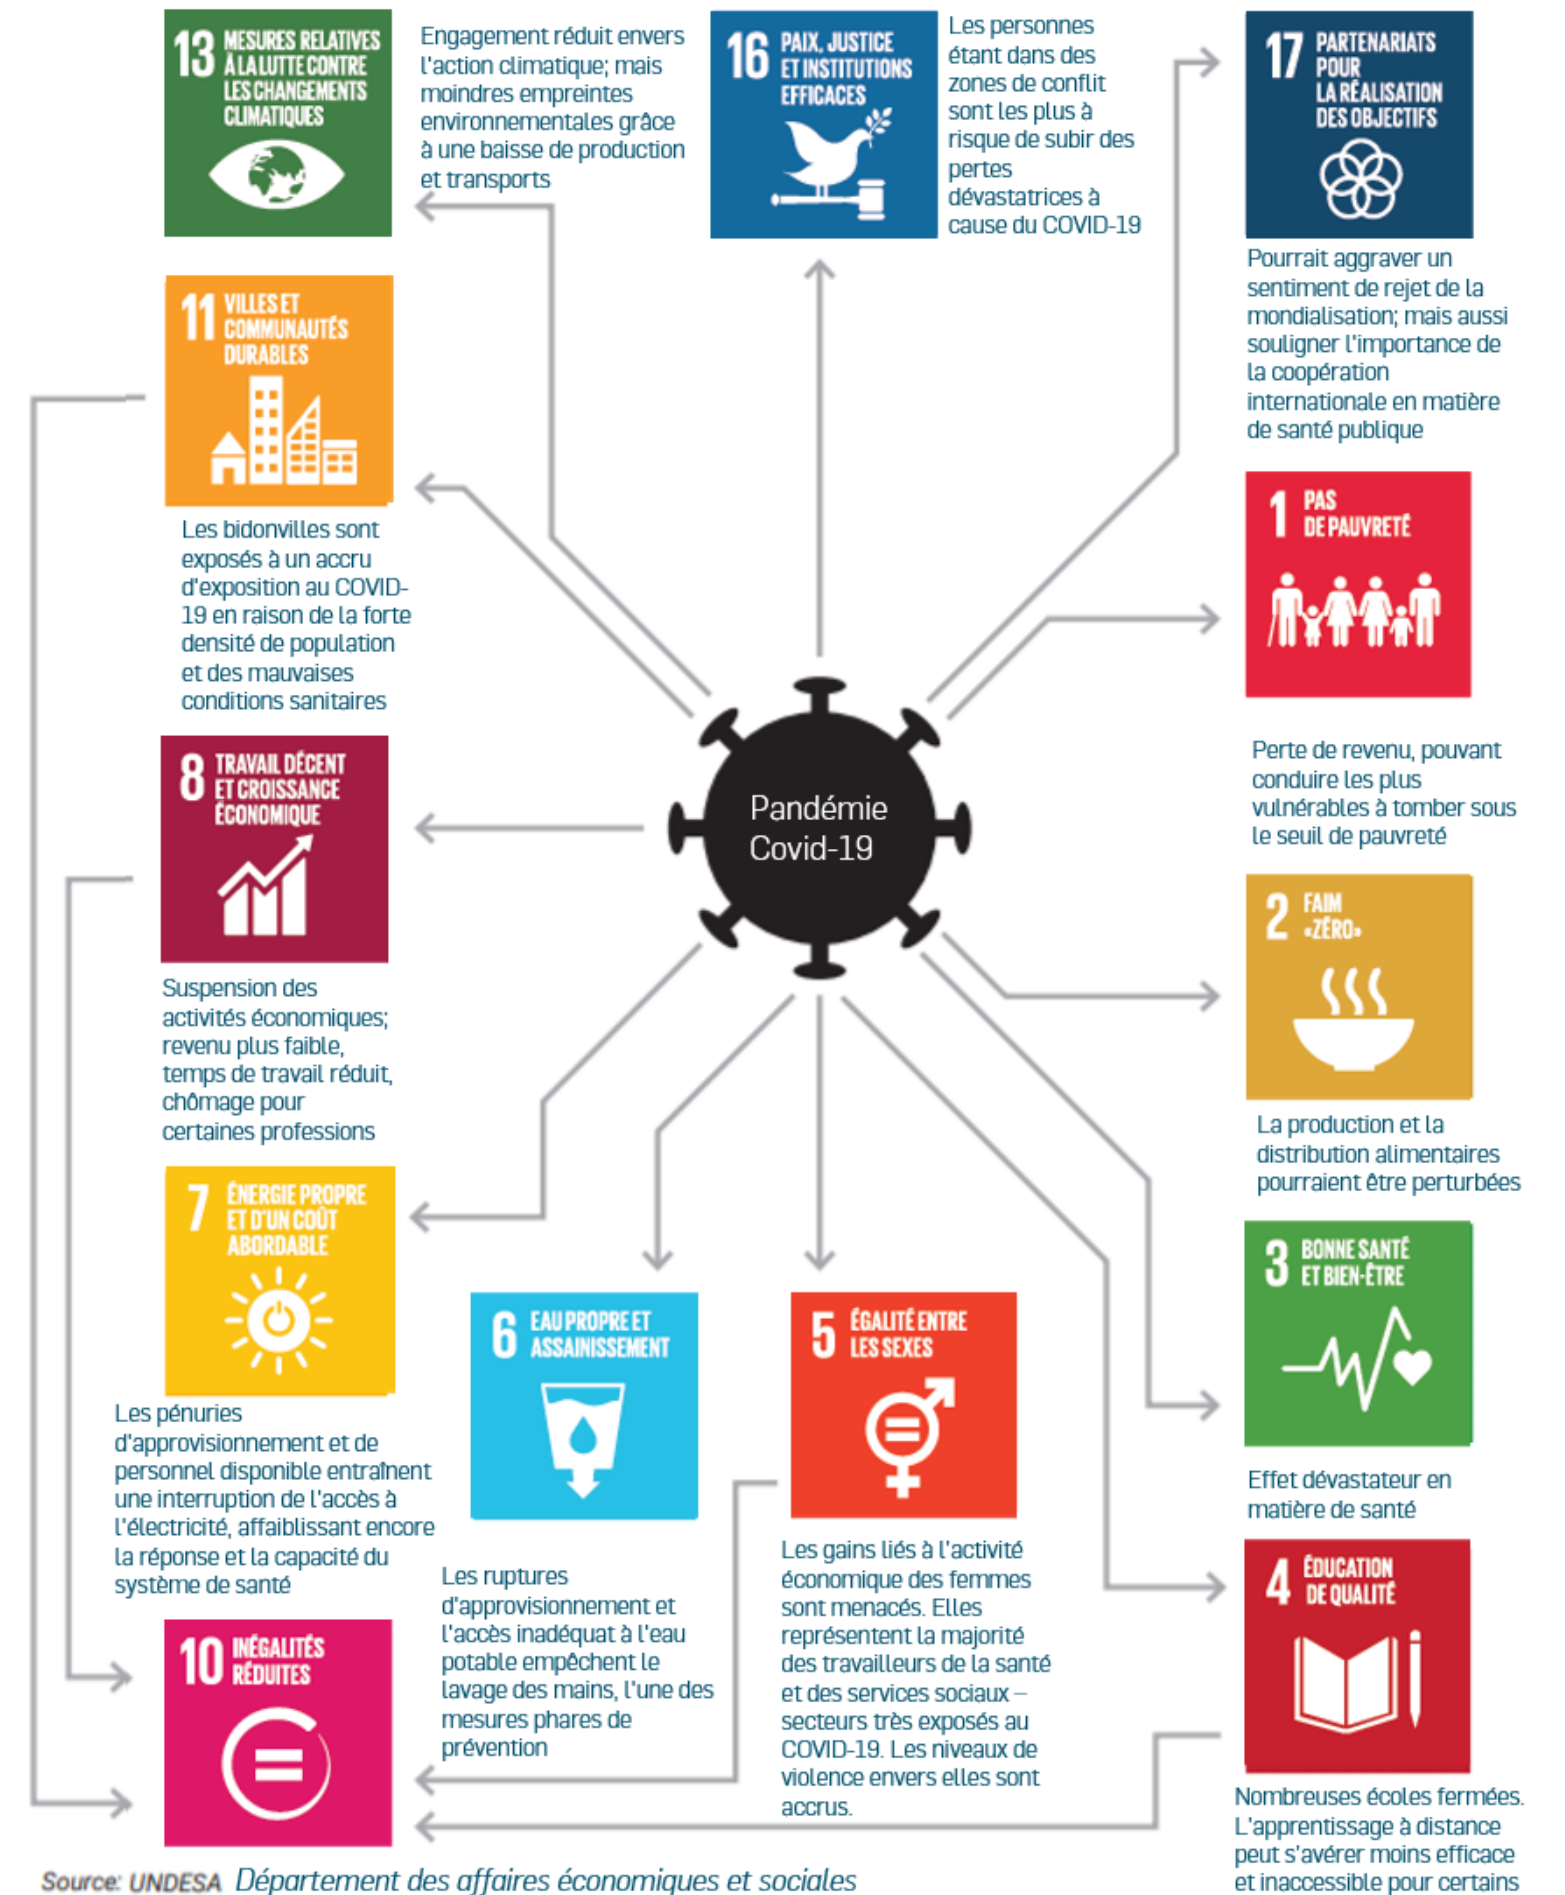 13 MESURES RELATIVES
À LA LUTTE CONTRE
LES CHANGEMENTS
CLIMATIQUES
Engagement réduit envers
l'action climatique; mais
moindres empreintes
environnementales grâce
à une baisse de production
et transports
16 PAIX, JUSTICE
ET INSTITUTIONS
EFFICACES
Les personnes
étant dans des
zones de conflit
sont les plus à
risque de subir des
pertes
dévastatrices à
cause du COVID-19
17 PARTENARIATS
POUR
LA RÉALISATION
DES OBJECTIFS
Pourrait aggraver un
sentiment de rejet de la
mondialisation; mais aussi
souligner l'importance de
la coopération
internationale en matière
de santé publique
11 VILLES ET
COMMUNAUTÉS
DURABLES
Les bidonvilles sont
exposés à un accru
d'exposition au COVID-
19 en raison de la forte
densité de population
et des mauvaises
conditions sanitaires
1 PAS
DE PAUVRETÉ
Perte de revenu, pouvant
conduire les plus
vulnérables à tomber sous
le seuil de pauvreté
8 TRAVAIL DÉCENT
ET CROISSANCE
ÉCONOMIQUE
Suspension des
activités économiques;
revenu plus faible,
temps de travail réduit,
chômage pour
certaines professions
Pandémie
Covid-19
2 FAIM
«ZÉRO»
La production et la
distribution alimentaires
pourraient être perturbées
7 ÉNERGIE PROPRE
ET D'UN COÛT
ABORDABLE
Les pénuries
d'approvisionnement et de
personnel disponible entraînent
une interruption de l'accès à
l'électricité, affaiblissant encore
la réponse et la capacité du
système de santé
6 EAU PROPRE ET
ASSAINISSEMENT
Les ruptures
d'approvisionnement et
l'accès inadéquat à l'eau
potable empêchent le
lavage des mains, l'une des
mesures phares de
prévention
5 ÉGALITÉ ENTRE
LES SEXES
Les gains liés à l'activité
économique des femmes
sont menacés. Elles
représentent la majorité
des travailleurs de la santé
et des services sociaux –
secteurs très exposés au
COVID-19. Les niveaux de
violence envers elles sont
accrus.
3 BONNE SANTÉ
ET BIEN-ÊTRE
Effet dévastateur en
matière de santé
4 ÉDUCATION
DE QUALITÉ
Nombreuses écoles fermées.
L'apprentissage à distance
peut s'avérer moins efficace
et inaccessible pour certains
10 INÉGALITÉS
RÉDUITES
Source: UNDESA Département des affaires économiques et sociales